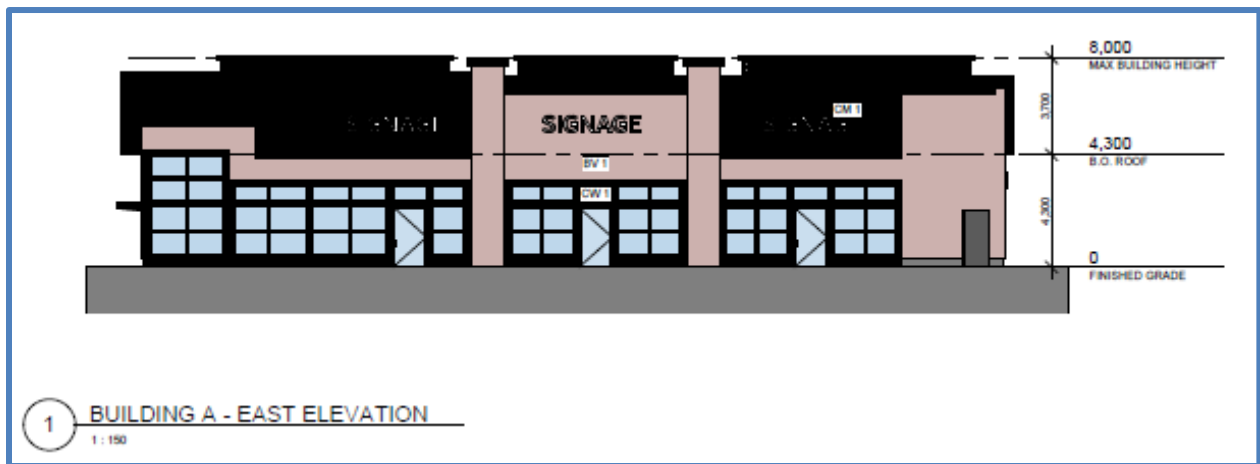 8,000
MAX BUILDING HEIGHT
3,700
CM 1
SIGNAGE
SIGNAGE
4,300
B.O. ROOF
BV 1
CW 1
4,300
0
FINISHED GRADE
1
BUILDING A - EAST ELEVATION
1 : 150